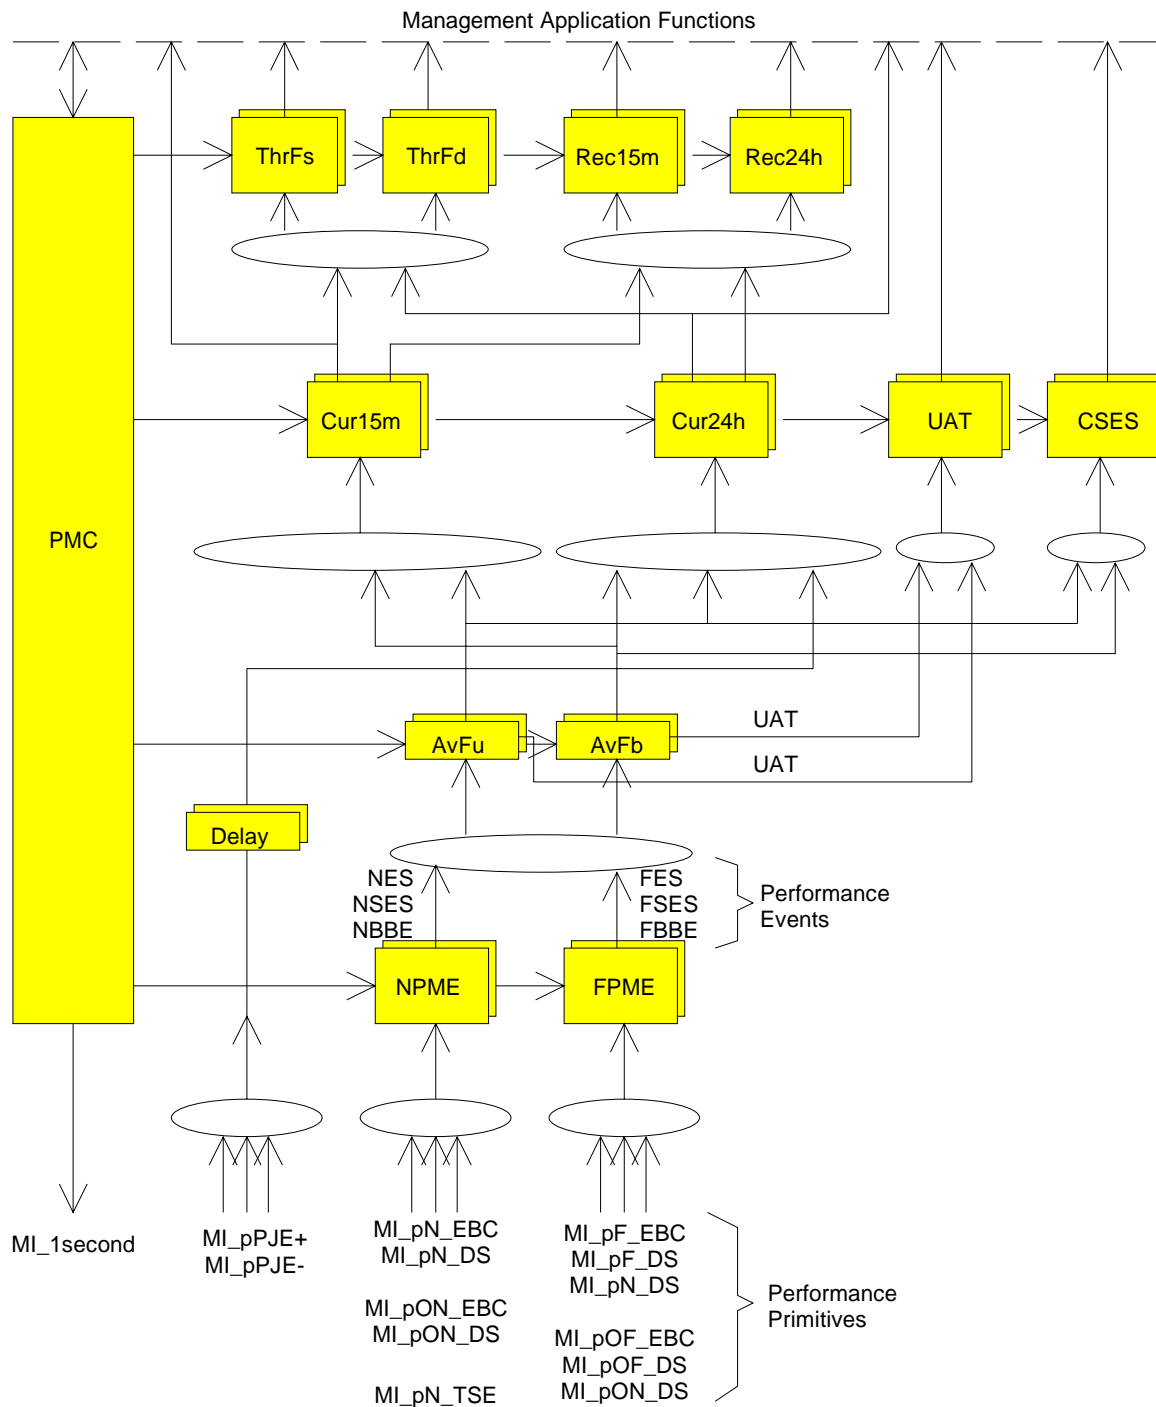 Management Application Functions
ThrFs
ThrFd
Rec15m
Rec24h
Cur15m
Cur24h
UAT
CSES
PMC
UAT
AvFu
AvFb
UAT
Delay
NES
NSES
NBBE
FES
FSES
FBBE
Performance
Events
NPME
FPME
MI_1second
MI_pPJE+
MI_pPJE-
MI_pN_EBC
MI_pN_DS
MI_pON_EBC
MI_pON_DS
MI_pN_TSE
MI_pF_EBC
MI_pF_DS
MI_pN_DS
MI_pOF_EBC
MI_pOF_DS
MI_pON_DS
Performance
Primitives